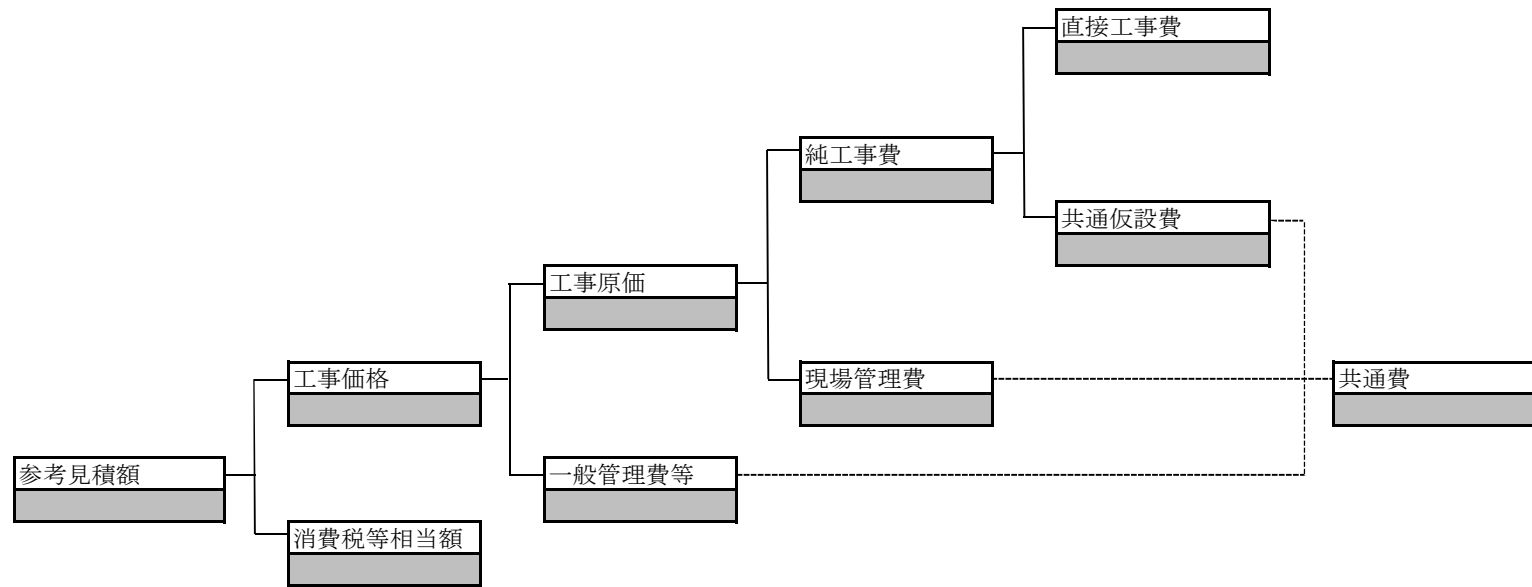 直接工事費
純工事費
共通仮設費
工事原価
工事価格
現場管理費
共通費
参考見積額
一般管理費等
消費税等相当額